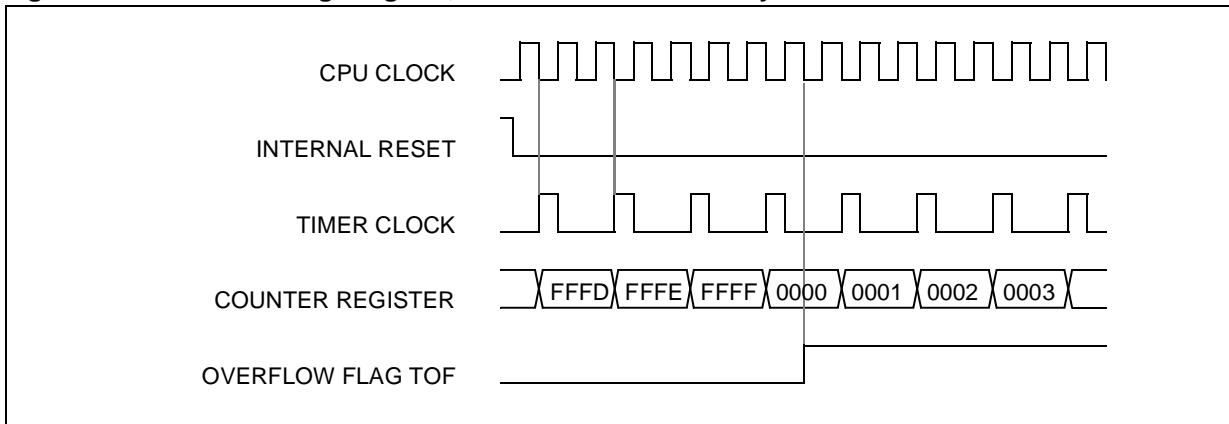 CPU CLOCK
INTERNAL RESET
TIMER CLOCK
COUNTER REGISTER
FFFD FFFE FFFF 0000 0001 0002 0003
OVERFLOW FLAG TOF